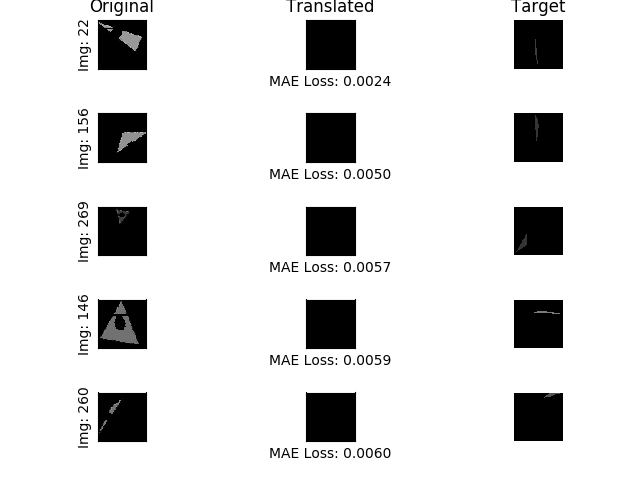 Original Translated Target
Img: 22
MAE Loss: 0.0024
Img: 156
MAE Loss: 0.0050
Img: 269
MAE Loss: 0.0057
Img: 146
MAE Loss: 0.0059
Img: 260
MAE Loss: 0.0060